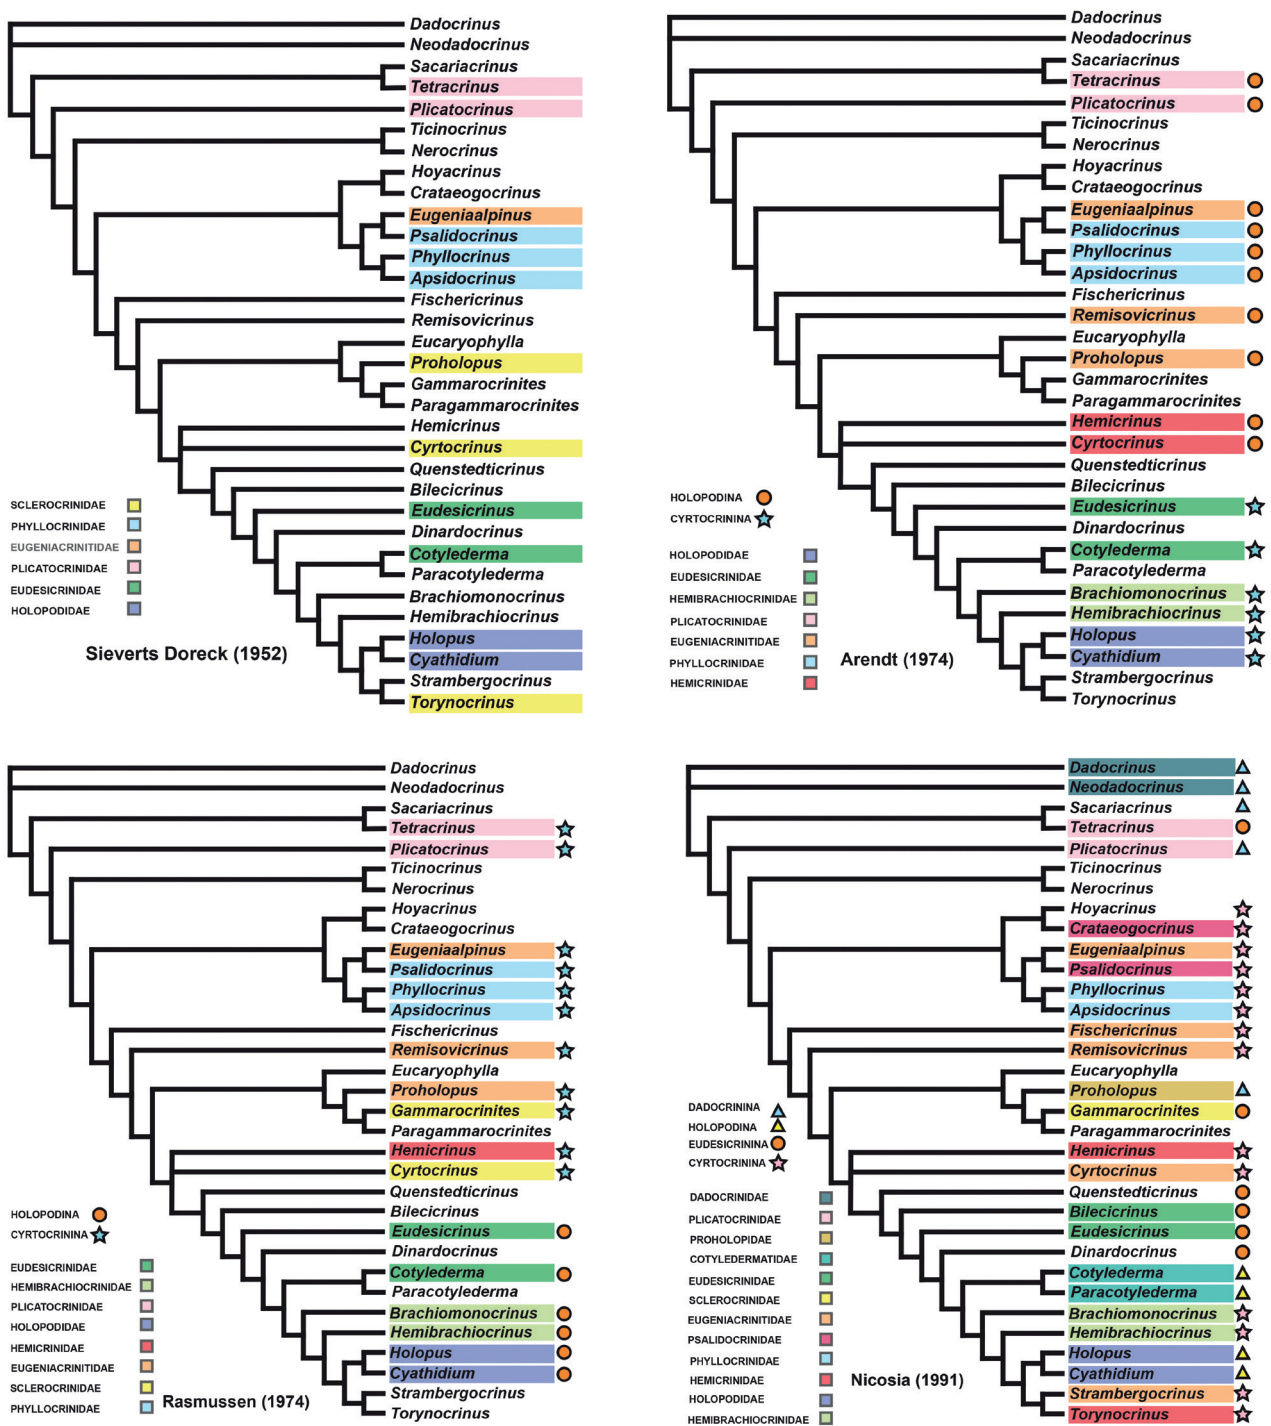 Dadocrinus
Neodadocrinus
Sacariacrinus
Tetracrinus
Plicatocrinus
Ticinocrinus
Nerocrinus
Hoyacrinus
Crataeogocrinus
Eugeniaalpinus
Psalidocrinus
Phyllocrinus
Apsidocrinus
Fischericrinus
Remisovicrinus
Eucaryophylla
Proholopus
Gammarocrinites
Paragammarocrinites
Hemicrinus
Cyrtocrinus
Quenstedticrinus
Bilecicrinus
Eudesicrinus
Dinardocrinus
Cotylederma
Paracotylederma
Brachiomonocrinus
Hemibrachiocrinus
Holopus
Cyathidium
Strambergocrinus
Torynocrinus
SCLEROCRINIDAE
PHYLLOCRINIDAE
EUGENIACRINITIDAE
PLICATOCRINIDAE
EUDESICRINIDAE
HOLOPODIDAE
Sieverts Doreck (1952)
Dadocrinus
Neodadocrinus
Sacariacrinus
Tetracrinus
Plicatocrinus
Ticinocrinus
Nerocrinus
Hoyacrinus
Crataeogocrinus
Eugeniaalpinus
Psalidocrinus
Phyllocrinus
Apsidocrinus
Fischericrinus
Remisovicrinus
Eucaryophylla
Proholopus
Gammarocrinites
Paragammarocrinites
Hemicrinus
Cyrtocrinus
Quenstedticrinus
Bilecicrinus
Eudesicrinus
Dinardocrinus
Cotylederma
Paracotylederma
Brachiomonocrinus
Hemibrachiocrinus
Holopus
Cyathidium
Strambergocrinus
Torynocrinus
HOLOPODINA
CYRTOCRININA
HOLOPODIDAE
EUDESICRINIDAE
HEMIBRACHIOCRINIDAE
PLICATOCRINIDAE
EUGENIACRINITIDAE
PHYLLOCRINIDAE
HEMICRINIDAE
Arendt (1974)
Dadocrinus
Neodadocrinus
Sacariacrinus
Tetracrinus
Plicatocrinus
Ticinocrinus
Nerocrinus
Hoyacrinus
Crataeogocrinus
Eugeniaalpinus
Psalidocrinus
Phyllocrinus
Apsidocrinus
Fischericrinus
Remisovicrinus
Eucaryophylla
Proholopus
Gammarocrinites
Paragammarocrinites
Hemicrinus
Cyrtocrinus
Quenstedticrinus
Bilecicrinus
Eudesicrinus
Dinardocrinus
Cotylederma
Paracotylederma
Brachiomonocrinus
Hemibrachiocrinus
Holopus
Cyathidium
Strambergocrinus
Torynocrinus
HOLOPODINA
CYRTOCRININA
EUDESICRINIDAE
HEMIBRACHIOCRINIDAE
PLICATOCRINIDAE
HOLOPODIDAE
HEMICRINIDAE
EUGENIACRINITIDAE
SCLEROCRINIDAE
PHYLLOCRINIDAE
Rasmussen (1974)
Dadocrinus
Neodadocrinus
Sacariacrinus
Tetracrinus
Plicatocrinus
Ticinocrinus
Nerocrinus
Hoyacrinus
Crataeogocrinus
Eugeniaalpinus
Psalidocrinus
Phyllocrinus
Apsidocrinus
Fischericrinus
Remisovicrinus
Eucaryophylla
Proholopus
Gammarocrinites
Paragammarocrinites
Hemicrinus
Cyrtocrinus
Quenstedticrinus
Bilecicrinus
Eudesicrinus
Dinardocrinus
Cotylederma
Paracotylederma
Brachiomonocrinus
Hemibrachiocrinus
Holopus
Cyathidium
Strambergocrinus
Torynocrinus
DADOCRININA
HOLOPODINA
EUDESICRININA
CYRTOCRININA
DADOCRINIDAE
PLICATOCRINIDAE
PROHOLOPIDAE
COTYLEDERMATIDAE
EUDESICRINIDAE
SCLEROCRINIDAE
EUGENIACRINITIDAE
PSALIDOCRINIDAE
PHYLLOCRINIDAE
HEMICRINIDAE
HOLOPODIDAE
HEMIBRACHIOCRINIDAE
Nicosia (1991)